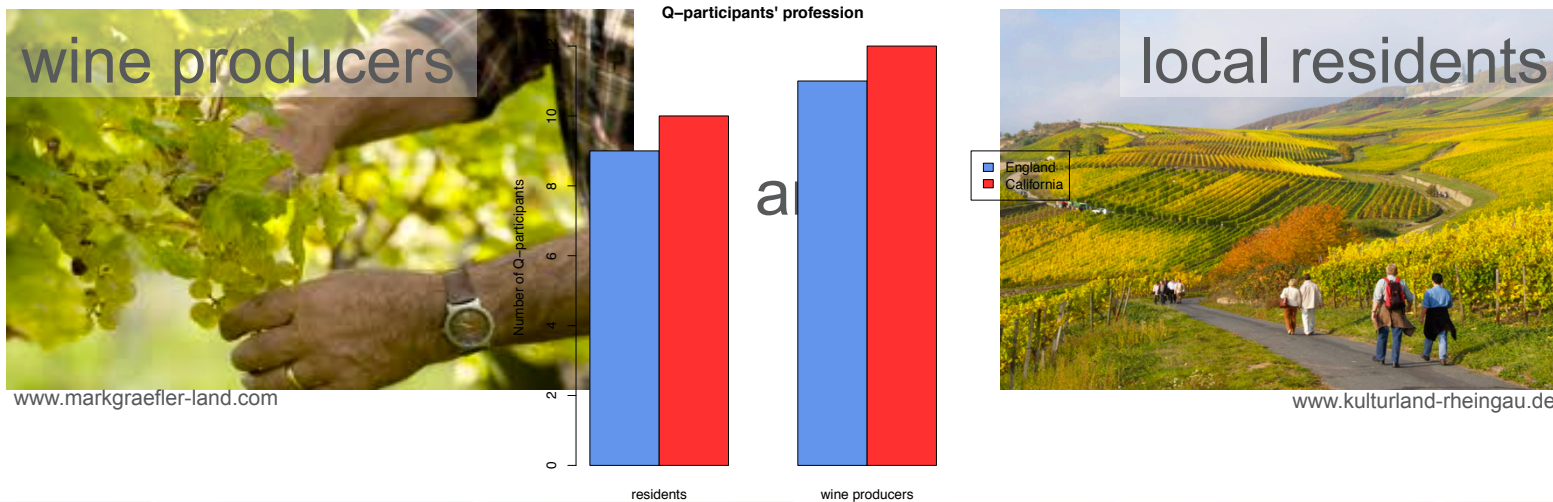 Q–participants' profession
wine producers
local residents
Number of Q–participants
0
2
4
6
8
10
12
England
California
www.markgraefler-land.com
www.kulturland-rheingau.de
residents
wine producers